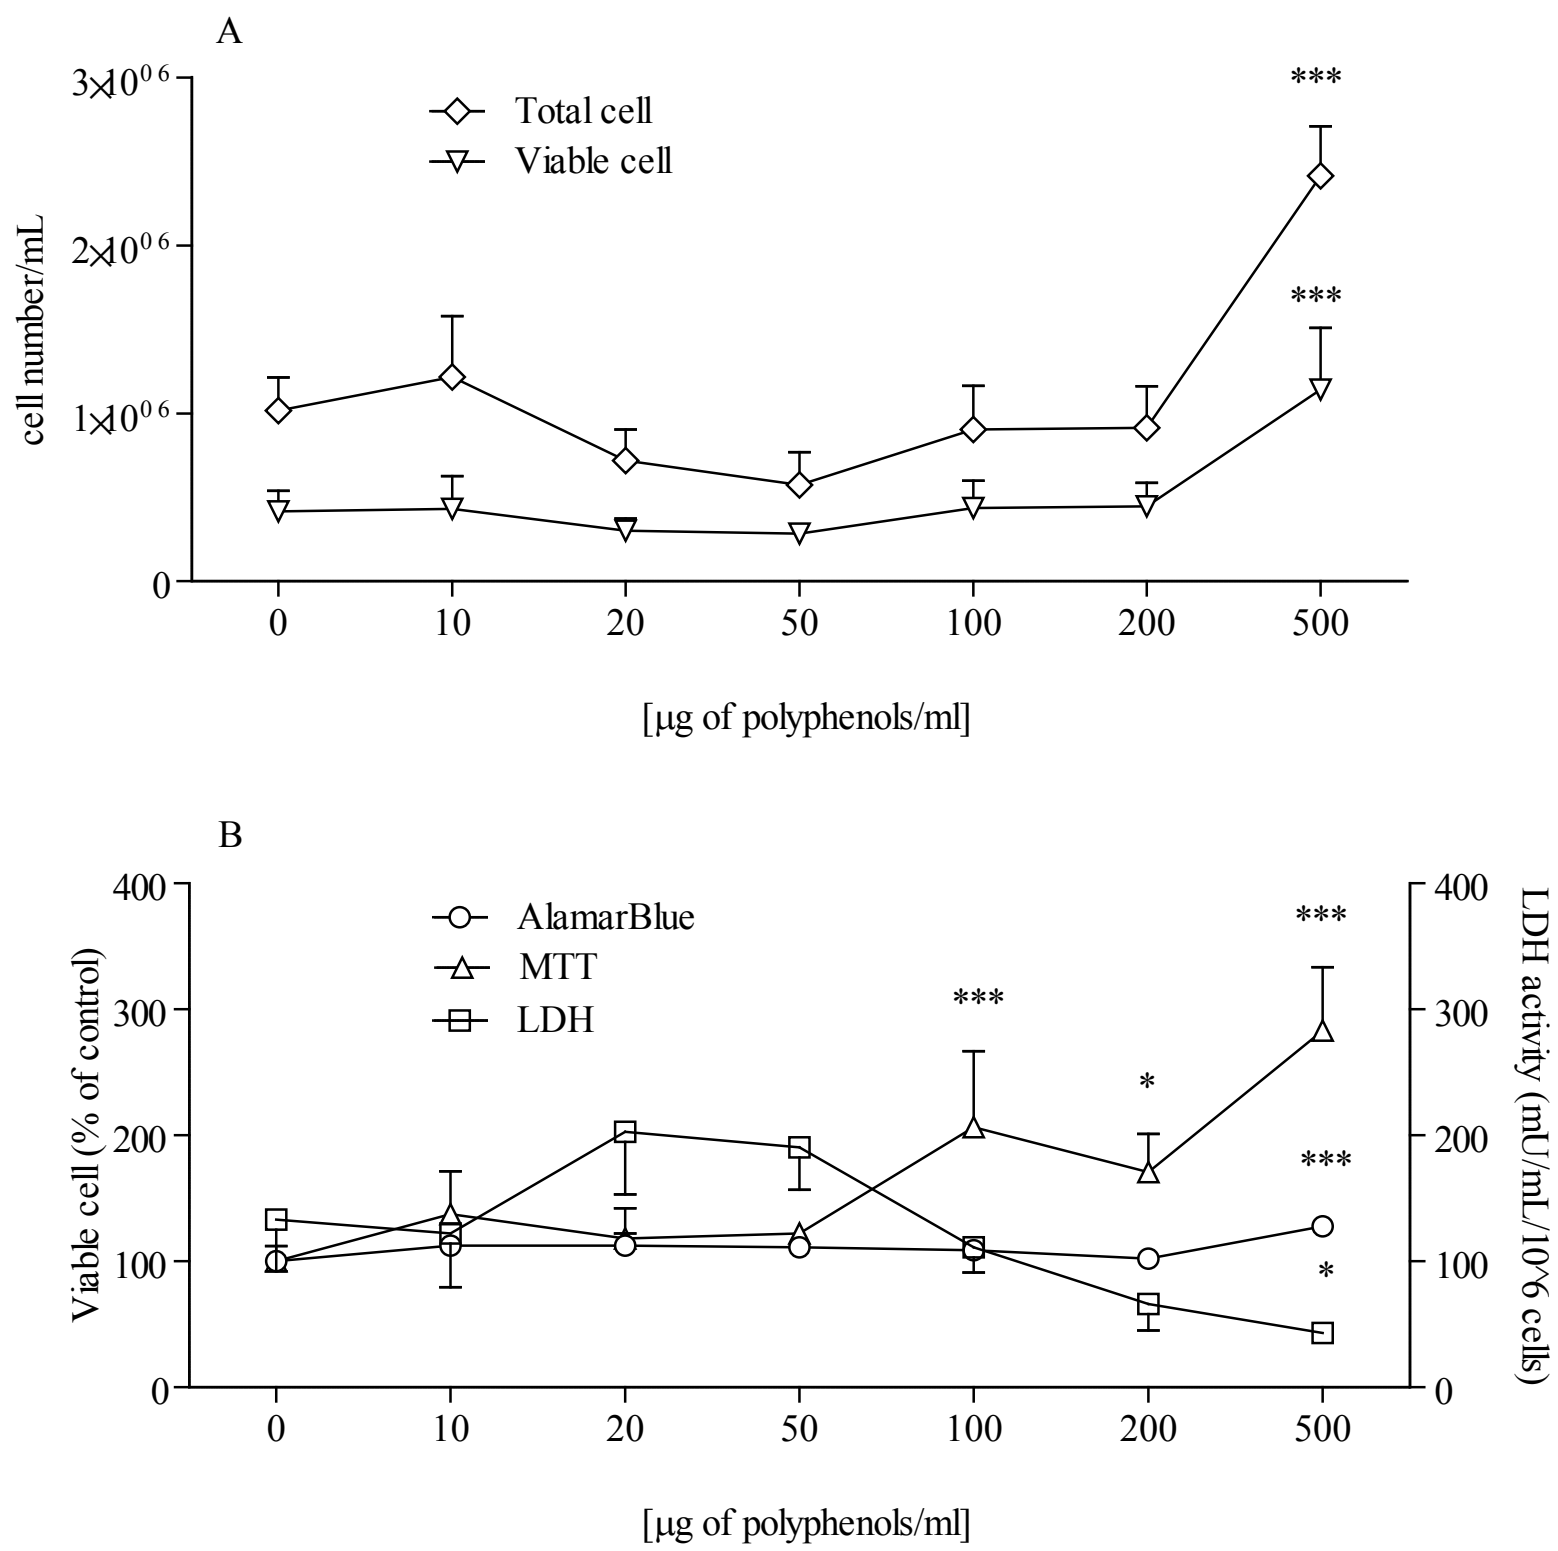 A
3×10⁰⁶
***
Total cell
Viable cell
2×10⁰⁶
***
1×10⁰⁶
0
cell number/mL
0 10 20 50 100 200 500
[μg of polyphenols/ml]
B
400 400
AlamarBlue
***
MTT
LDH
300 *** 300
*
200 200
***
100 100
*
0 0
Viable cell (% of control)
LDH activity (mU/mL/10^6 cells)
0 10 20 50 100 200 500
[μg of polyphenols/ml]